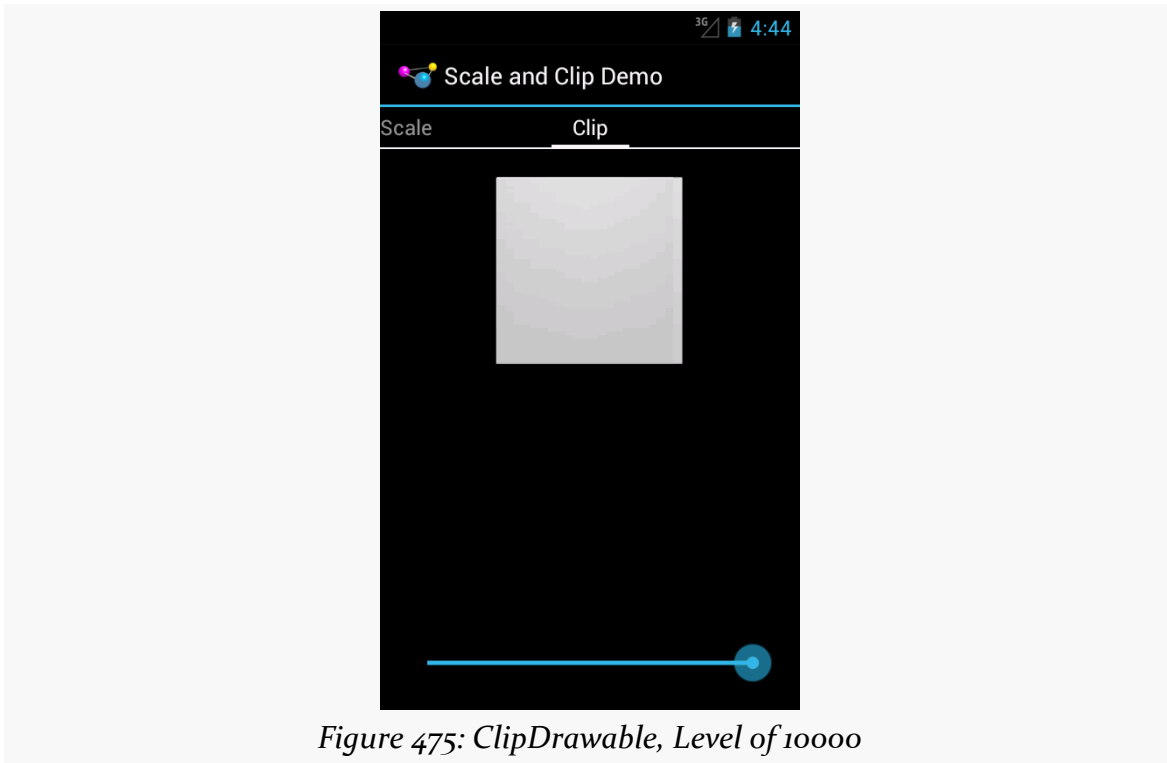 3G 4:44
Scale and Clip Demo
Scale Clip
Figure 475: ClipDrawable, Level of 10000